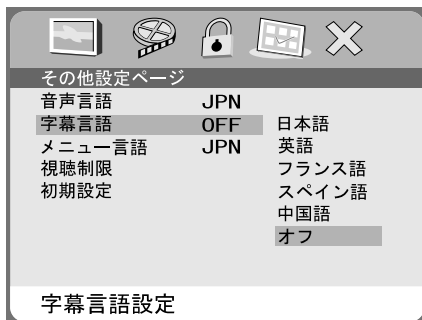 その他設定ページ
音声言語 JPN
字幕言語 OFF 日本語
メニュー言語 JPN 英語
視聴制限 フランス語
初期設定 スペイン語
中国語
オフ
字幕言語設定